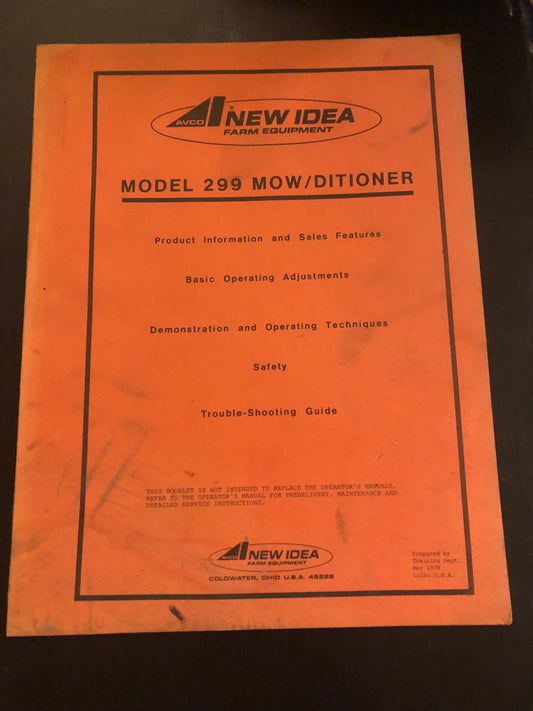 AVCO NEW IDEA
FARM EQUIPMENT
MODEL 299 MOW/DITIONER
Product Information and Sales Features
Basic Operating Adjustments
Demonstration and Operating Techniques
Safety
Trouble-Shooting Guide
THIS BOOKLET IS NOT INTENDED TO REPLACE THE OPERATOR'S MANUALS.
REFER TO THE OPERATOR'S MANUAL FOR PREDELIVERY, MAINTENANCE AND
DETAILED SERVICE INSTRUCTIONS.
AVCO NEW IDEA
FARM EQUIPMENT
COLDWATER, OHIO U.S.A. 45828
Prepared by
Training Dept.
May 1978
Litho U.S.A.